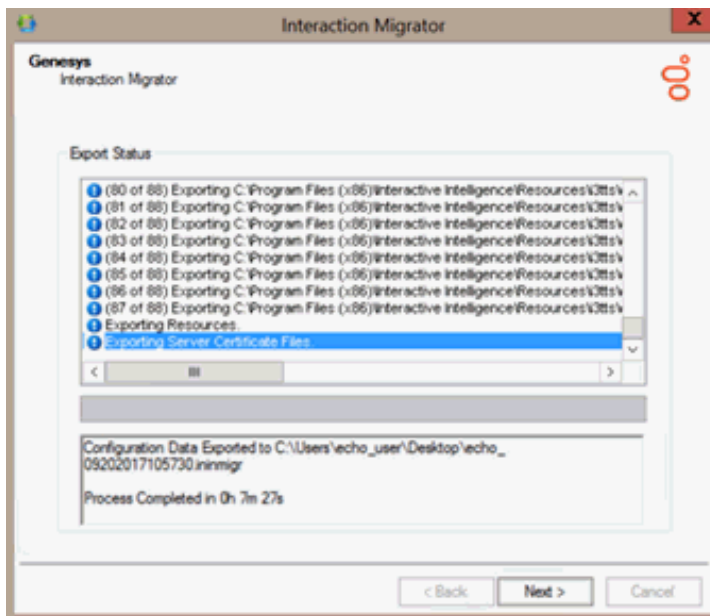 Interaction Migrator
X
Genesys
Interaction Migrator
Export Status
(80 of 88) Exporting C:\Program Files (x86)\Interactive Intelligence\Resources\i3tts\
(81 of 88) Exporting C:\Program Files (x86)\Interactive Intelligence\Resources\i3tts\
(82 of 88) Exporting C:\Program Files (x86)\Interactive Intelligence\Resources\i3tts\
(83 of 88) Exporting C:\Program Files (x86)\Interactive Intelligence\Resources\i3tts\
(84 of 88) Exporting C:\Program Files (x86)\Interactive Intelligence\Resources\i3tts\
(85 of 88) Exporting C:\Program Files (x86)\Interactive Intelligence\Resources\i3tts\
(86 of 88) Exporting C:\Program Files (x86)\Interactive Intelligence\Resources\i3tts\
(87 of 88) Exporting C:\Program Files (x86)\Interactive Intelligence\Resources\i3tts\
Exporting Resources.
Exporting Server Certificate Files.
Configuration Data Exported to C:\Users\echo_user\Desktop\echo_
09202017105730.ininmigr
Process Completed in 0h 7m 27s
< Back
Next >
Cancel